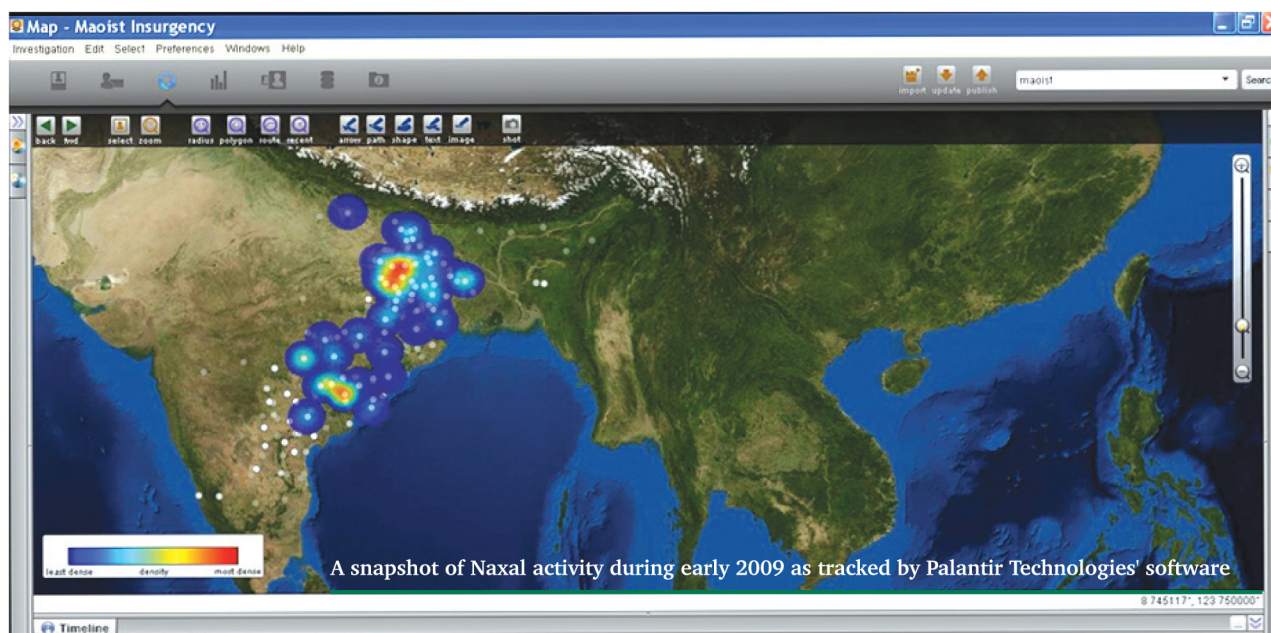 Map - Maoist Insurgency
Investigation Edit Select Preferences Windows Help
import update publish
maoist
Searc
back fwd select zoom radius polygon route recent arrow path shape text image shot
least dense density most dense
A snapshot of Naxal activity during early 2009 as tracked by Palantir Technologies' software
8.745117°, 123.750000°
Timeline